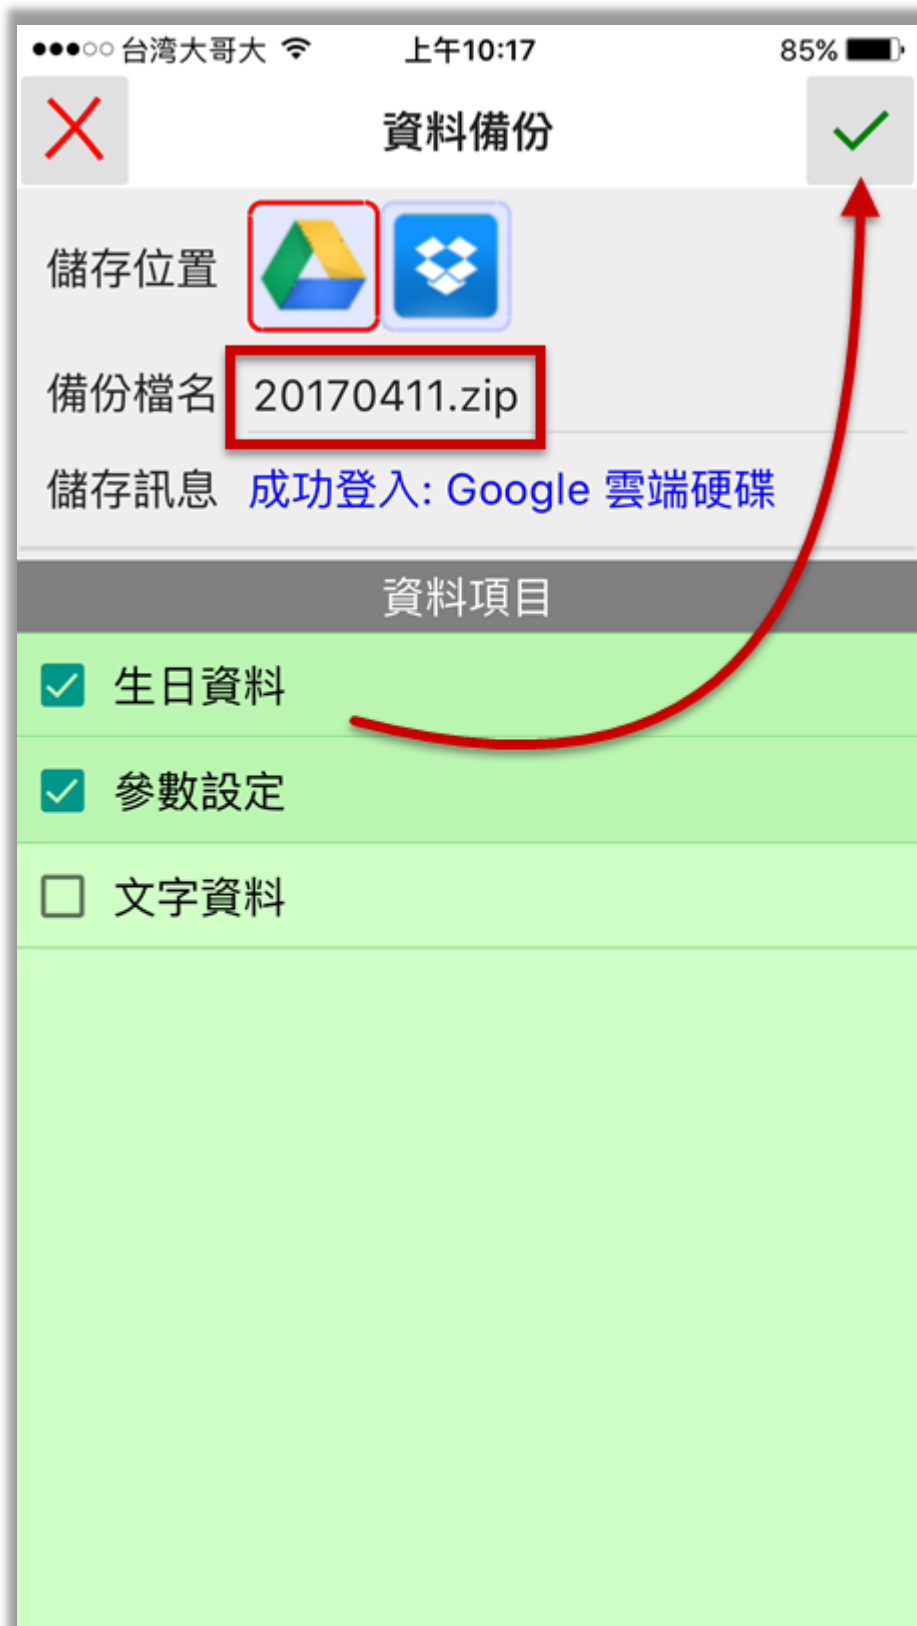 台湾大哥大 上午10:17 85%
資料備份
儲存位置
備份檔名 20170411.zip
儲存訊息 成功登入: Google 雲端硬碟
資料項目
生日資料
參數設定
文字資料